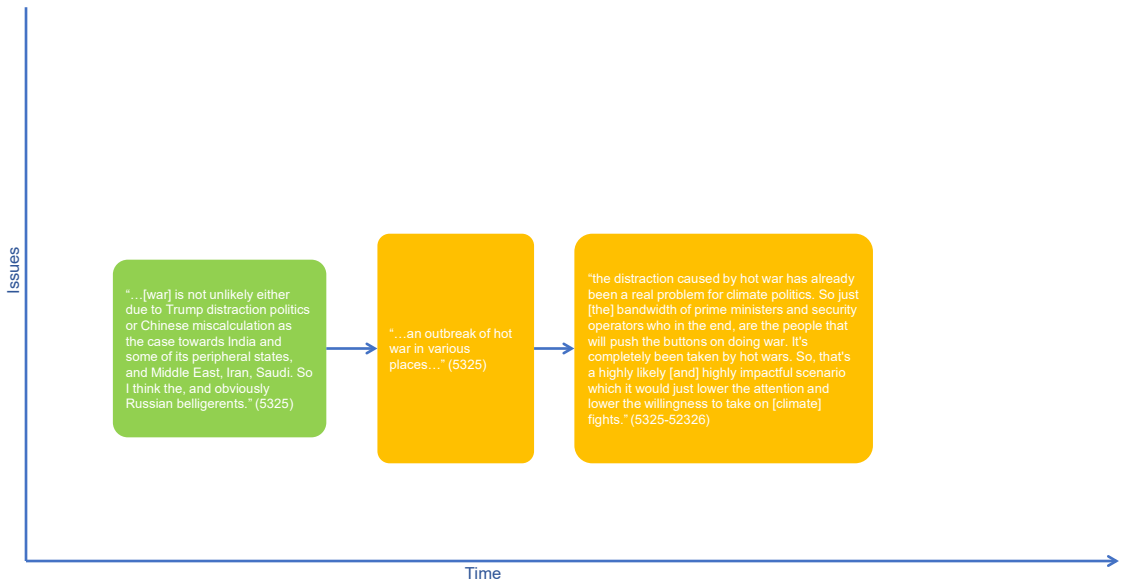 Issues
“…[war] is not unlikely either
due to Trump distraction politics
or Chinese miscalculation as
the case towards India and
some of its peripheral states,
and Middle East, Iran, Saudi. So
I think the, and obviously
Russian belligerents.” (5325)
“…an outbreak of hot
war in various
places…” (5325)
“the distraction caused by hot war has already
been a real problem for climate politics. So just
[the] bandwidth of prime ministers and security
operators who in the end, are the people that
will push the buttons on doing war. It's
completely been taken by hot wars. So, that's
a highly likely [and] highly impactful scenario
which it would just lower the attention and
lower the willingness to take on [climate]
fights.” (5325-52326)
Time